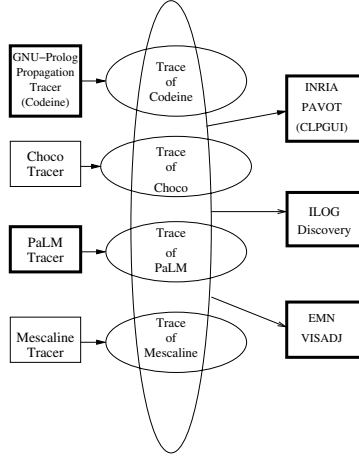 GNU−Prolog
Propagation
Tracer
(Codeine)
Trace
of
Codeine
INRIA
PAVOT
(CLPGUI)
Choco
Tracer
Trace
of
Choco
ILOG
Discovery
PaLM
Tracer
Trace
of
PaLM
EMN
VISADJ
Mescaline
Tracer
Trace
of
Mescaline